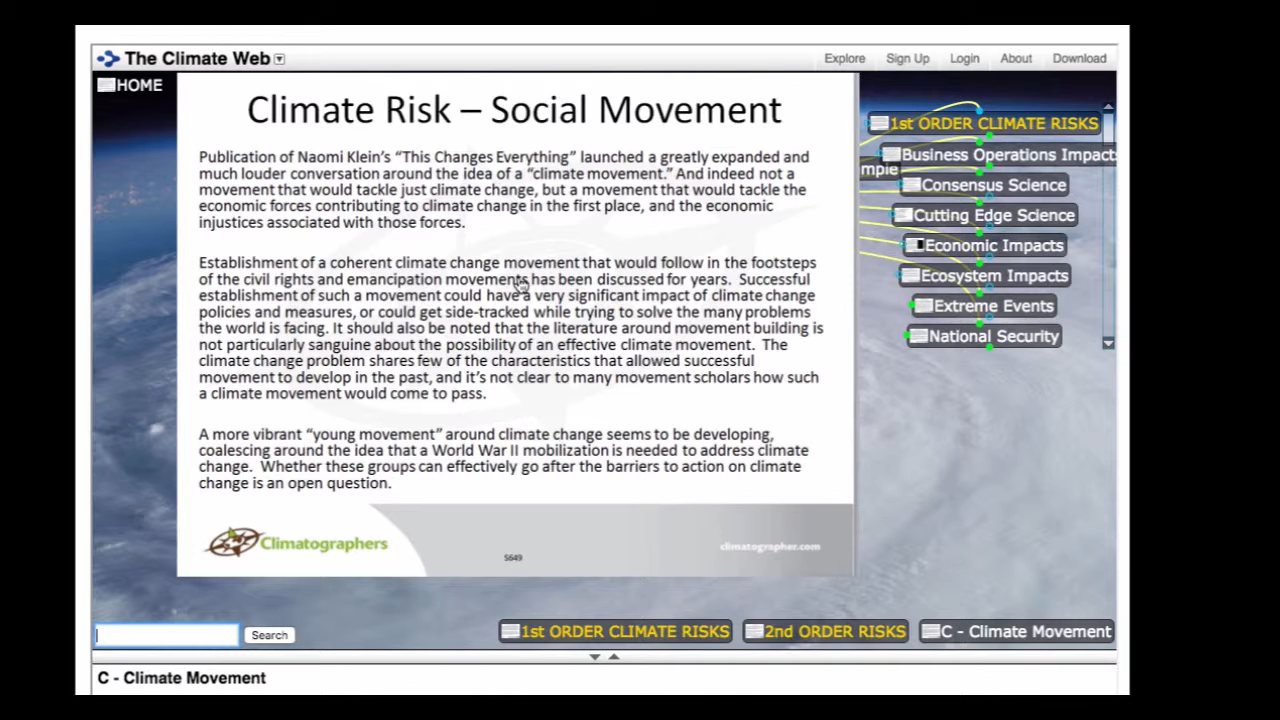 The Climate Web
Explore Sign Up Login About Download
HOME
Climate Risk – Social Movement
Publication of Naomi Klein's “This Changes Everything” launched a greatly expanded and
much louder conversation around the idea of a “climate movement.” And indeed not a
movement that would tackle just climate change, but a movement that would tackle the
economic forces contributing to climate change in the first place, and the economic
injustices associated with those forces.
Establishment of a coherent climate change movement that would follow in the footsteps
of the civil rights and emancipation movements has been discussed for years. Successful
establishment of such a movement could have a very significant impact of climate change
policies and measures, or could get side-tracked while trying to solve the many problems
the world is facing. It should also be noted that the literature around movement building is
not particularly sanguine about the possibility of an effective climate movement. The
climate change problem shares few of the characteristics that allowed successful
movement to develop in the past, and it's not clear to many movement scholars how such
a climate movement would come to pass.
A more vibrant “young movement” around climate change seems to be developing,
coalescing around the idea that a World War II mobilization is needed to address climate
change. Whether these groups can effectively go after the barriers to action on climate
change is an open question.
Climatographers
5649
climatographer.com
1st ORDER CLIMATE RISKS
Business Operations Impacts
mple
Consensus Science
Cutting Edge Science
Economic Impacts
Ecosystem Impacts
Extreme Events
National Security
Search
1st ORDER CLIMATE RISKS
2nd ORDER RISKS
C - Climate Movement
C - Climate Movement